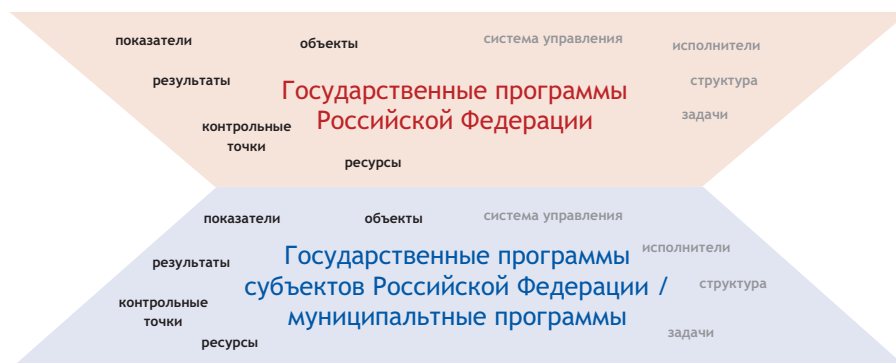 показатели
объекты
система управления
исполнители
результаты
структура
Государственные программы
Российской Федерации
задачи
контрольные
точки
ресурсы
показатели
объекты
система управления
исполнители
результаты
Государственные программы
субъектов Российской Федерации /
муниципальтные программы
структура
контрольные
точки
задачи
ресурсы